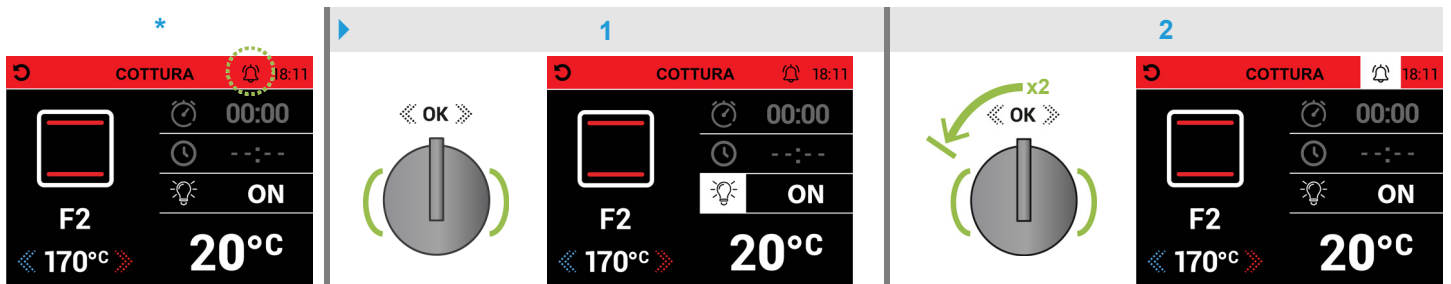 *
COTTURA 18:11
00:00
--:--
ON
F2
170°C
20°C
1
OK
COTTURA 18:11
00:00
--:--
ON
F2
170°C
20°C
2
x2
OK
COTTURA 18:11
00:00
--:--
ON
F2
170°C
20°C